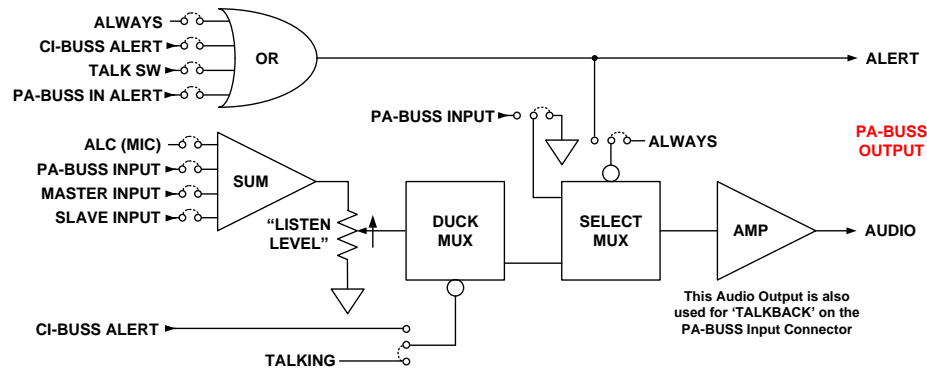 ALWAYS
CI-BUSS ALERT
TALK SW
PA-BUSS IN ALERT
OR
ALERT
PA-BUSS INPUT
ALWAYS
PA-BUSS
OUTPUT
ALC (MIC)
PA-BUSS INPUT
MASTER INPUT
SLAVE INPUT
SUM
“LISTEN
LEVEL”
DUCK
MUX
SELECT
MUX
AMP
AUDIO
This Audio Output is also
used for ‘TALKBACK’ on the
PA-BUSS Input Connector
CI-BUSS ALERT
TALKING